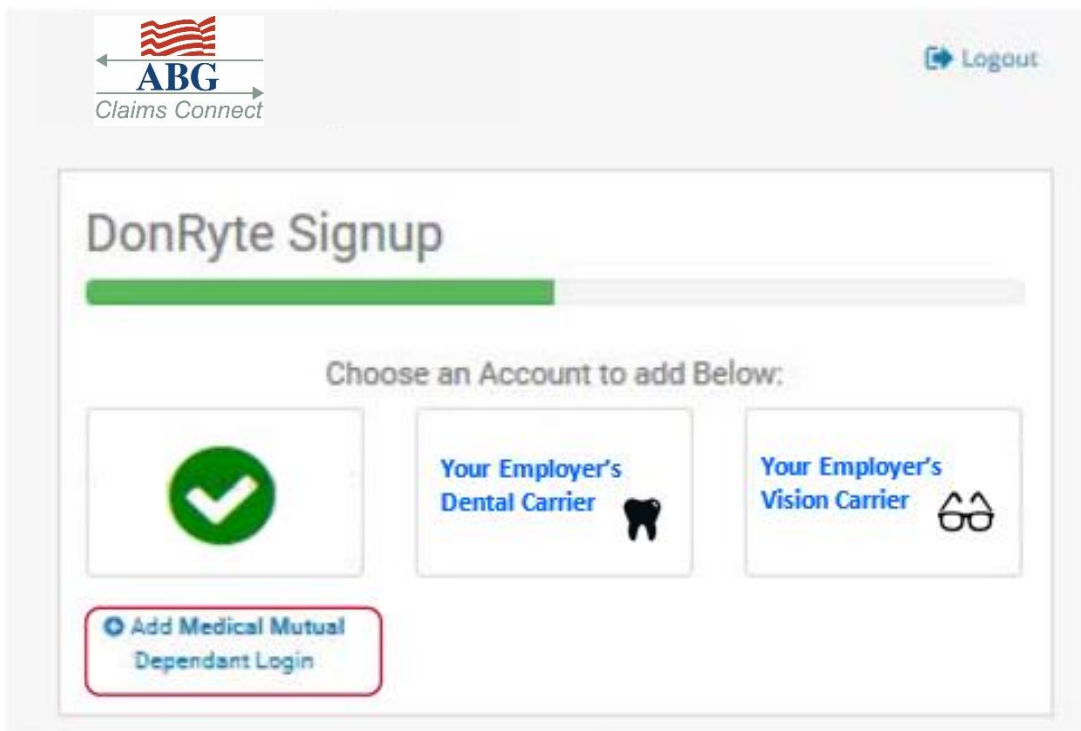 ABG
Claims Connect
Logout
DonRyte Signup
Choose an Account to add Below:
Your Employer's
Dental Carrier
Your Employer's
Vision Carrier
Add Medical Mutual
Dependant Login